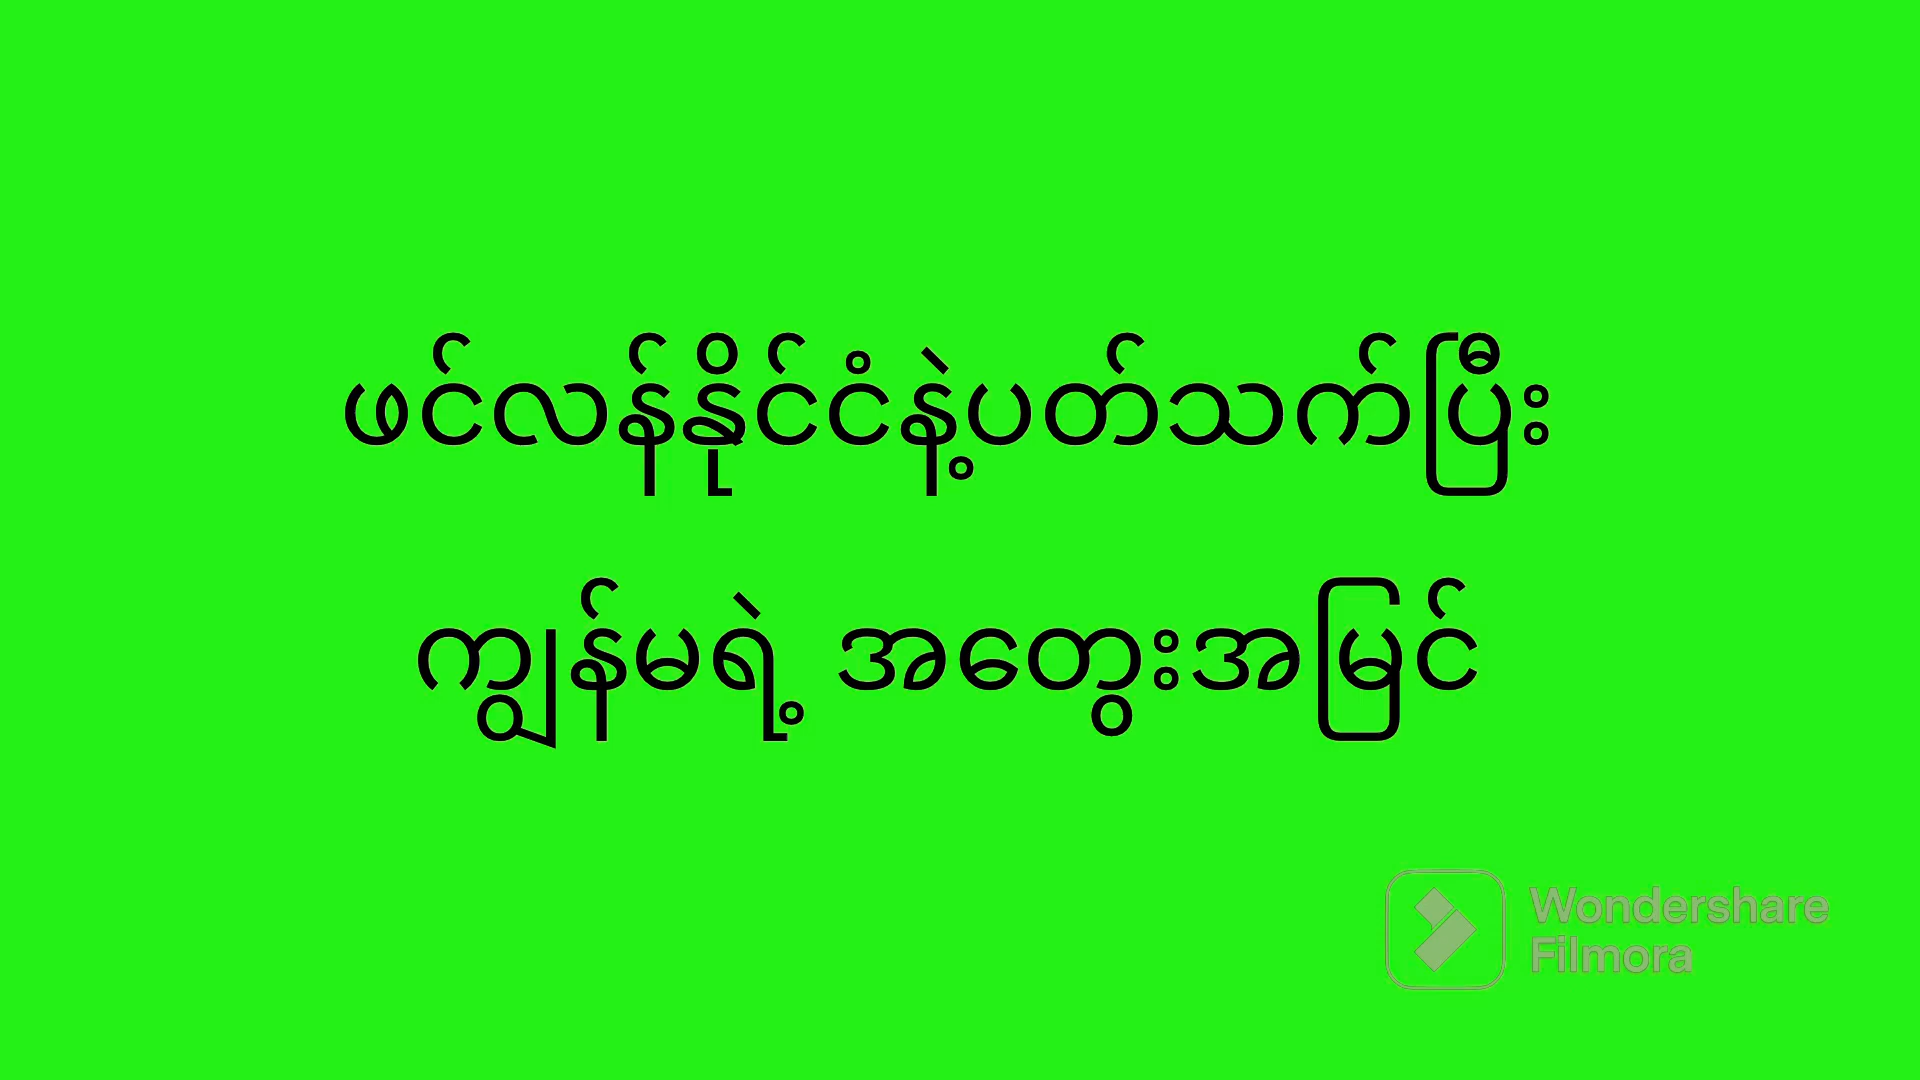 ဖင်လန်နိုင်ငံနဲ့ပတ်သက်ပြီး
ကျွန်မရဲ့ အတွေးအမြင်
Wondershare
Filmora